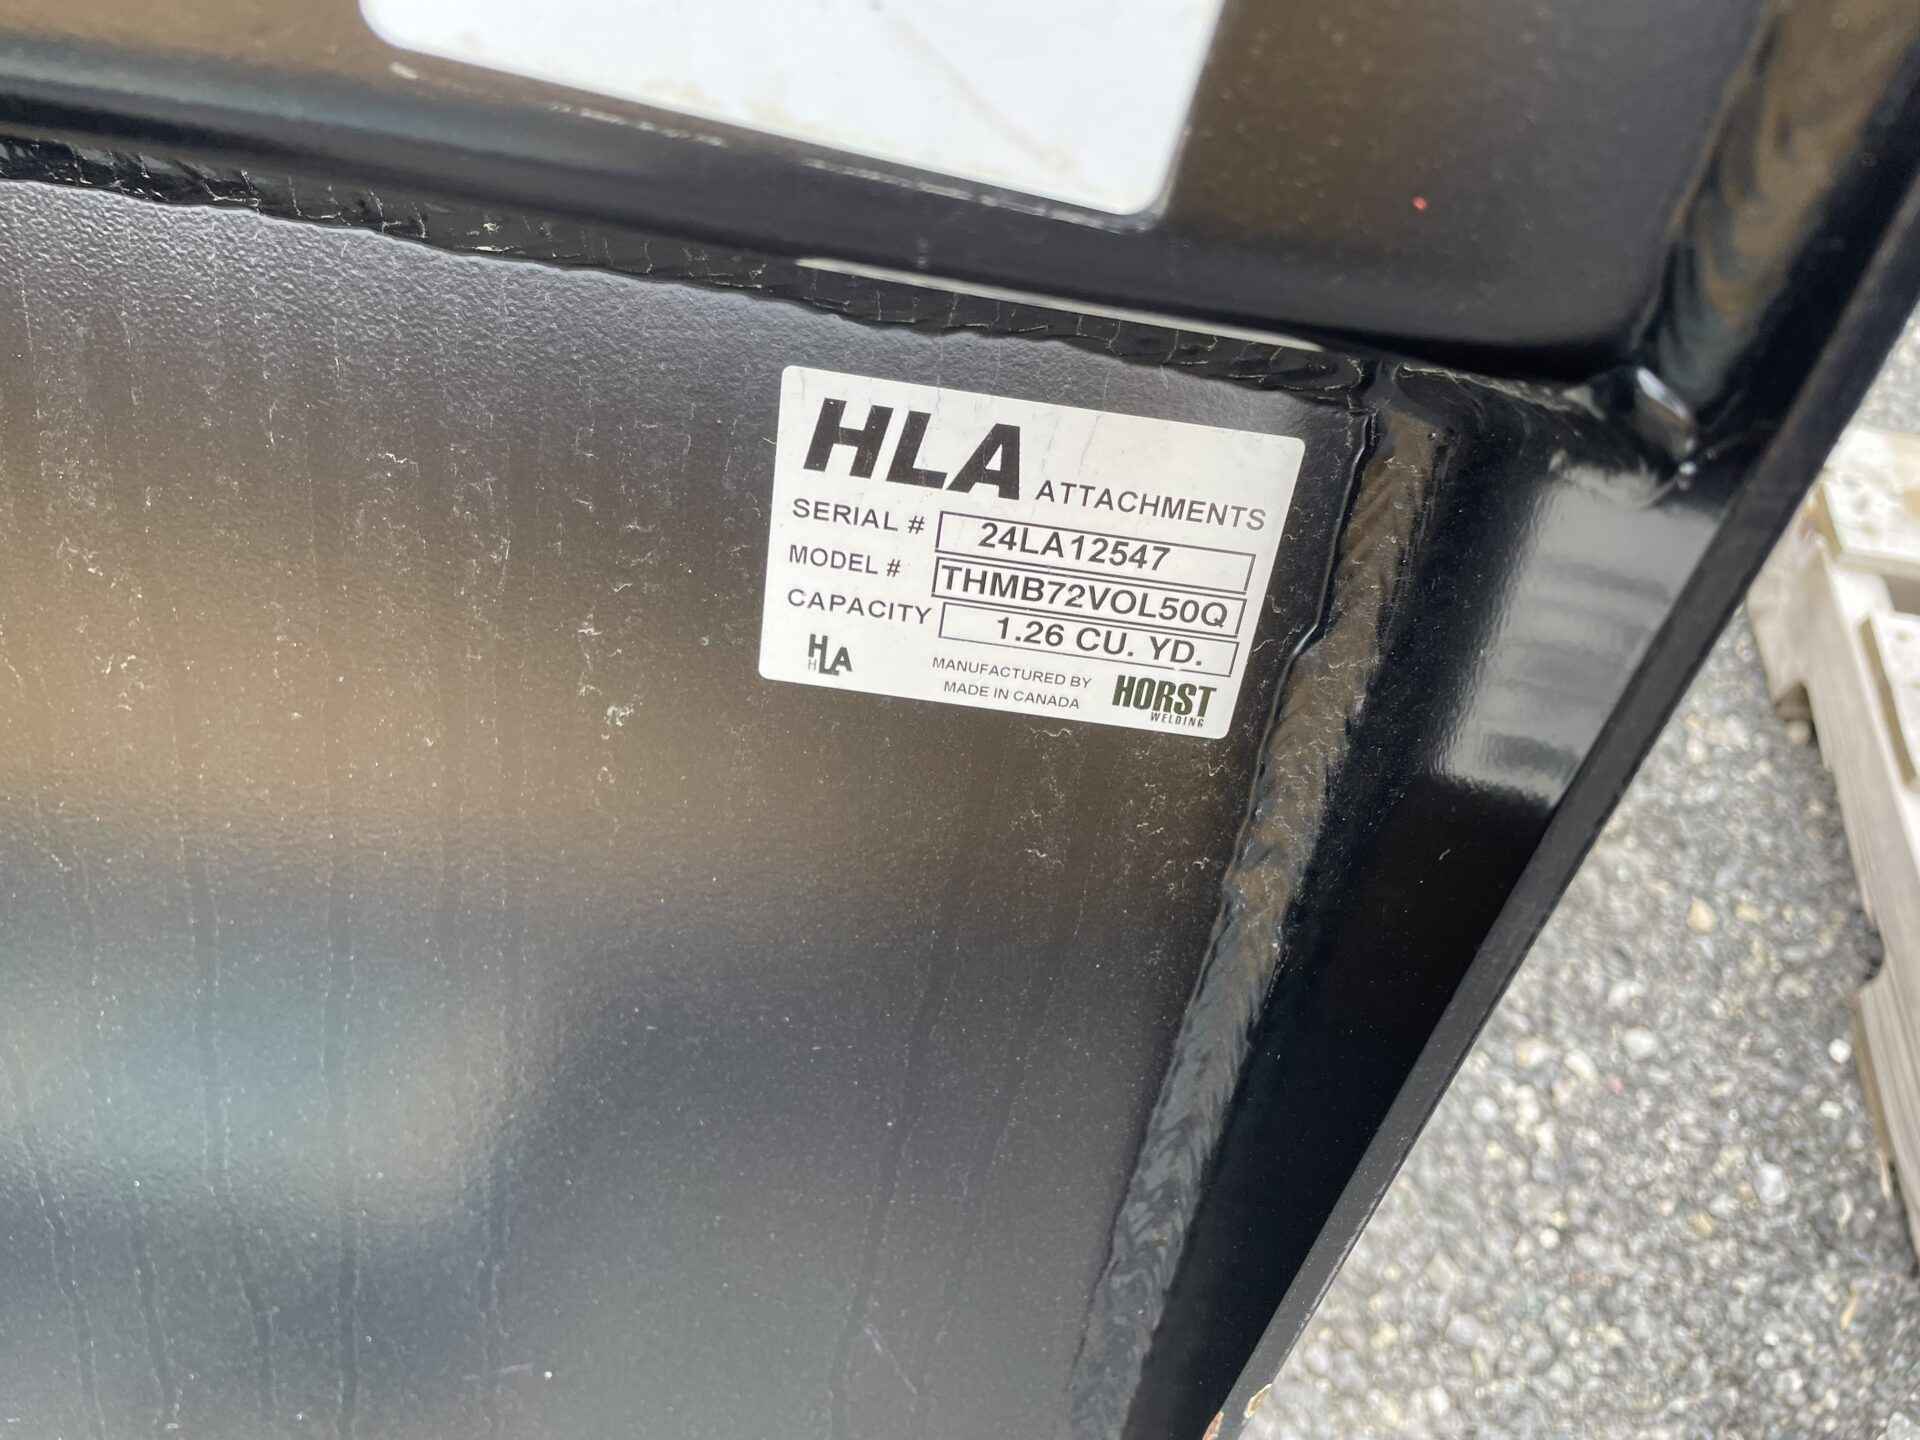 HLA ATTACHMENTS
SERIAL # 24LA12547
MODEL # THMB72VOL50Q
CAPACITY 1.26 CU. YD.
HLA
MANUFACTURED BY
MADE IN CANADA
HORST
WELDING